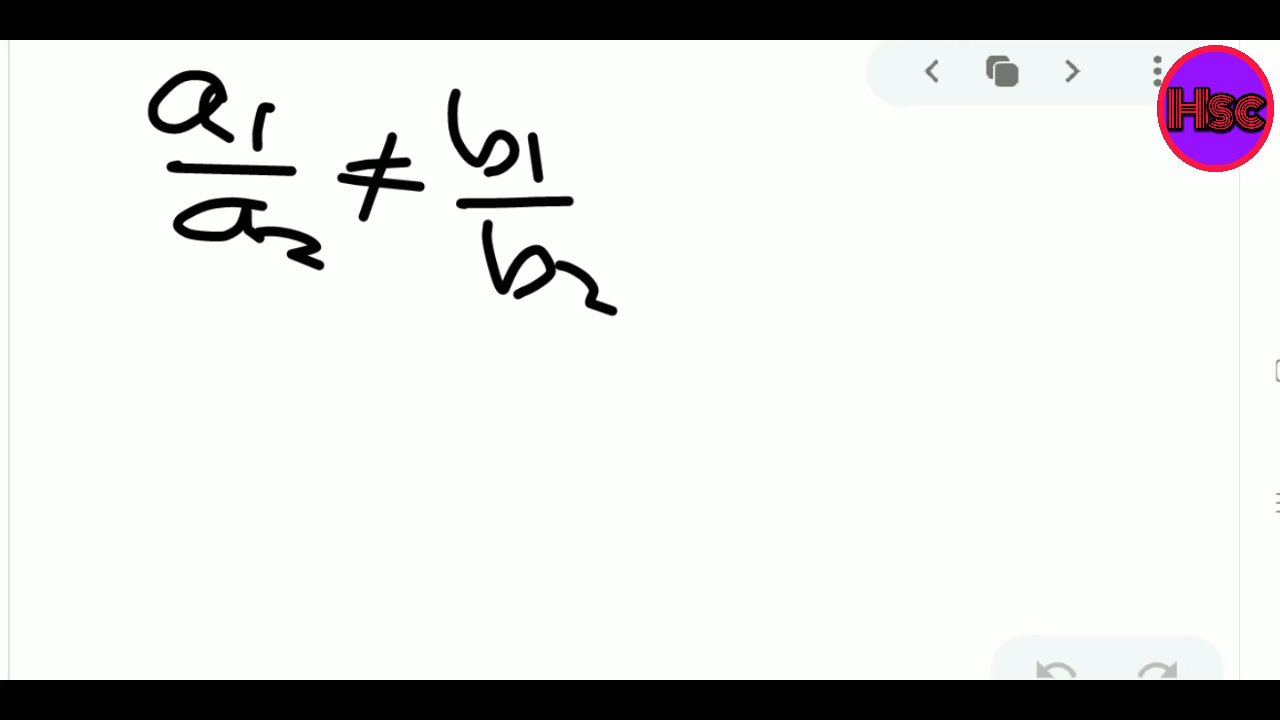 a₁/a₂ ≠ b₁/b₂
Hsc